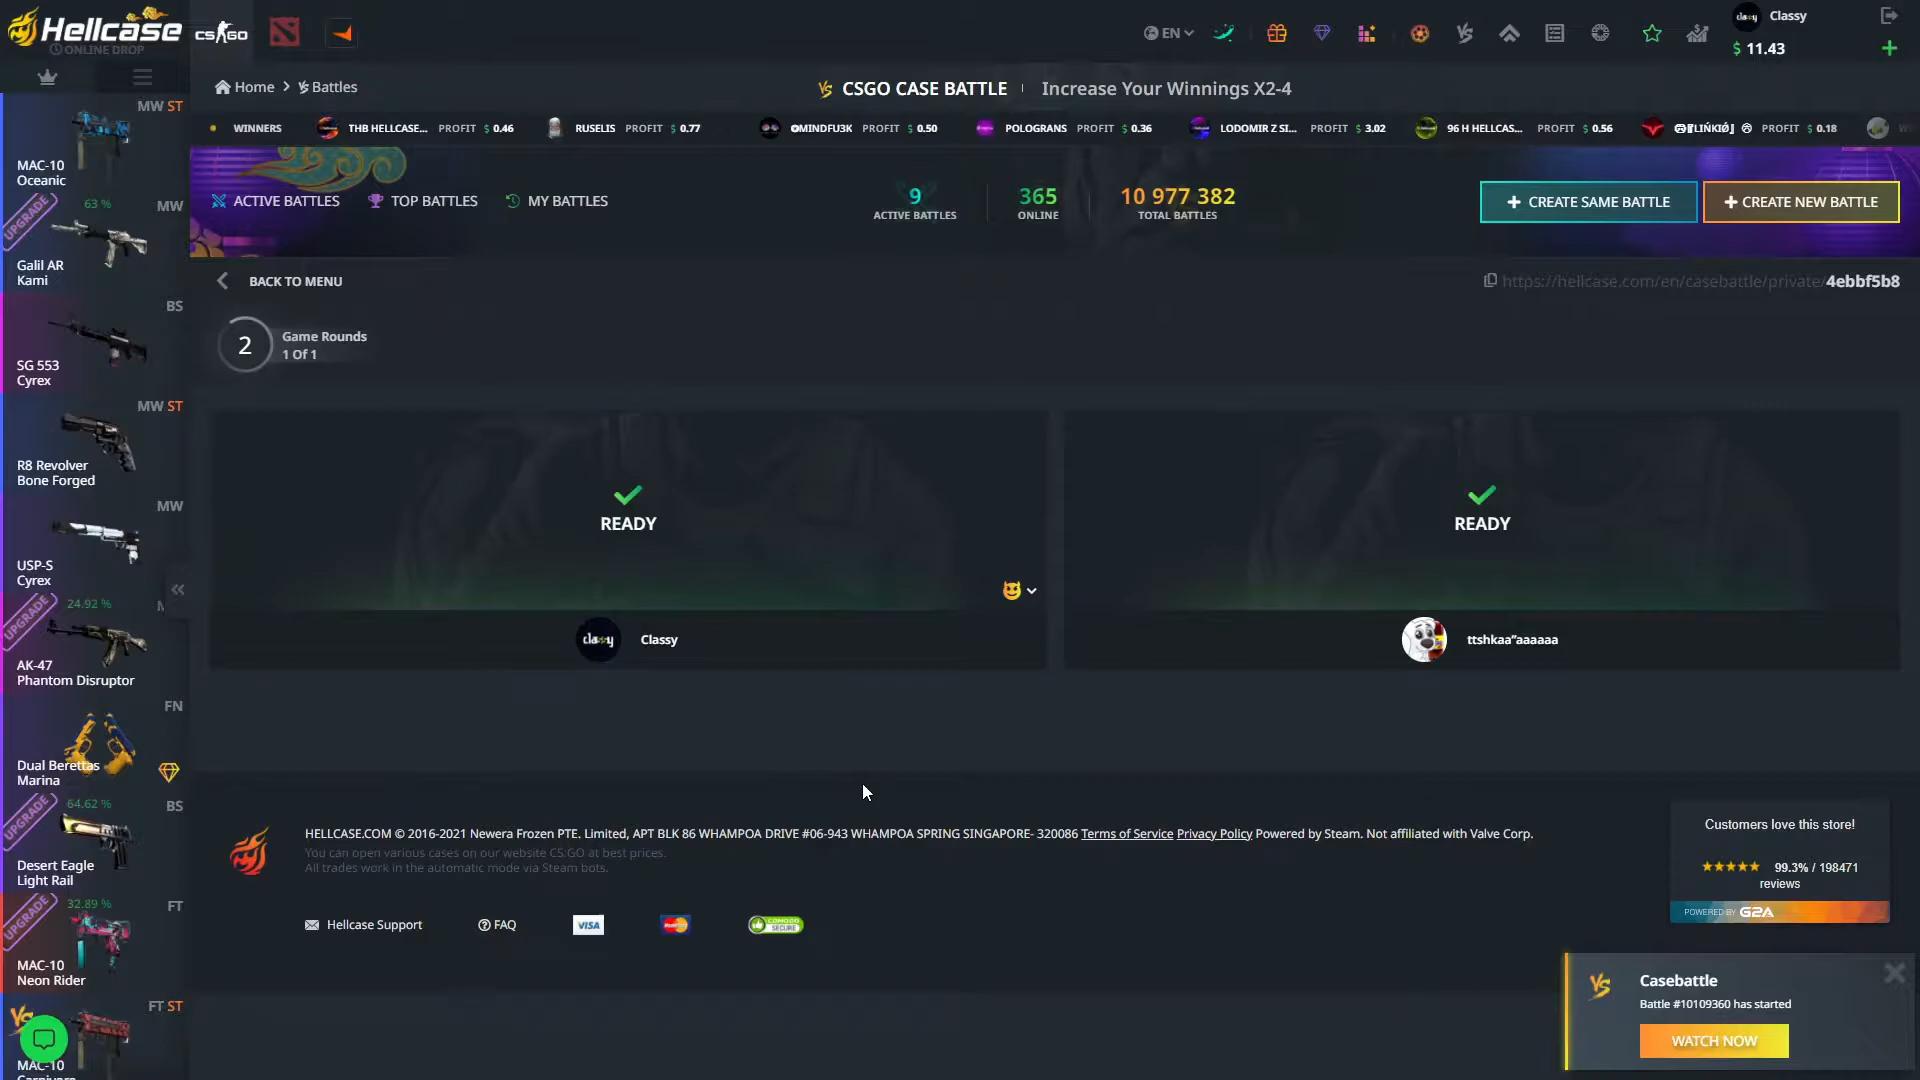 Hellcase
ONLINE DROP
CS:GO
EN
Classy
$ 11.43
Home
Battles
CSGO CASE BATTLE
Increase Your Winnings X2-4
WINNERS
THB HELLCASE... PROFIT $ 0.46
RUSELIS PROFIT $ 0.77
PROFIT $ 0.50
POLOGRANS PROFIT $ 0.36
LODOMIR Z SI... PROFIT $ 3.02
96 H HELLCAS... PROFIT $ 0.56
PROFIT $ 0.18
ACTIVE BATTLES
TOP BATTLES
MY BATTLES
9
ACTIVE BATTLES
365
ONLINE
10 977 382
TOTAL BATTLES
+ CREATE SAME BATTLE
+ CREATE NEW BATTLE
BACK TO MENU
https://hellcase.com/en/casebattle/private/4ebbf5b8
2
Game Rounds
1 Of 1
READY
READY
Classy
ttshkaa"aaaaaa
MW ST
MAC-10
Oceanic
UPGRADE
63 %
MW
Galil AR
Kami
BS
SG 553
Cyrex
MW ST
R8 Revolver
Bone Forged
MW
USP-S
Cyrex
UPGRADE
24.92 %
AK-47
Phantom Disruptor
FN
Dual Berettas
Marina
UPGRADE
64.62 %
BS
Desert Eagle
Light Rail
UPGRADE
32.89 %
FT
MAC-10
Neon Rider
FT ST
VS
MAC-10
HELLCASE.COM © 2016-2021 Newera Frozen PTE. Limited, APT BLK 86 WHAMPOA DRIVE #06-943 WHAMPOA SPRING SINGAPORE- 320086 Terms of Service Privacy Policy Powered by Steam. Not affiliated with Valve Corp.
You can open various cases on our website CS:GO at best prices.
All trades work in the automatic mode via Steam bots.
Hellcase Support
FAQ
VISA
MasterCard
COMODO
SECURE
Customers love this store!
99.3% / 198471
reviews
POWERED BY G2A
VS
Casebattle
Battle #10109360 has started
WATCH NOW